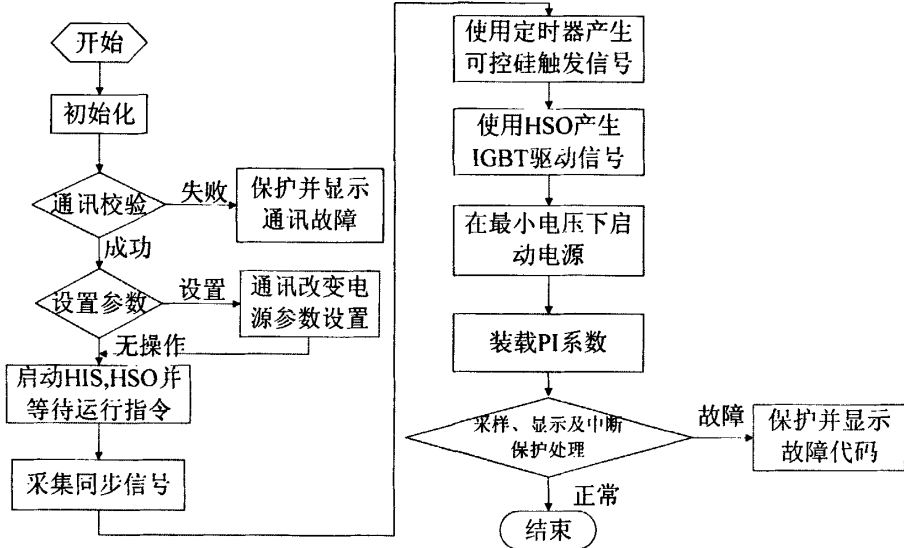 开始
初始化
通讯校验
失败
保护并显示
通讯故障
成功
设置参数
设置
通讯改变电
源参数设置
无操作
启动HIS,HSO并
等待运行指令
采集同步信号
使用定时器产生
可控硅触发信号
使用HSO产生
IGBT驱动信号
在最小电压下启
动电源
装载PI系数
采样、显示及中断
保护处理
故障
保护并显示
故障代码
正常
结束